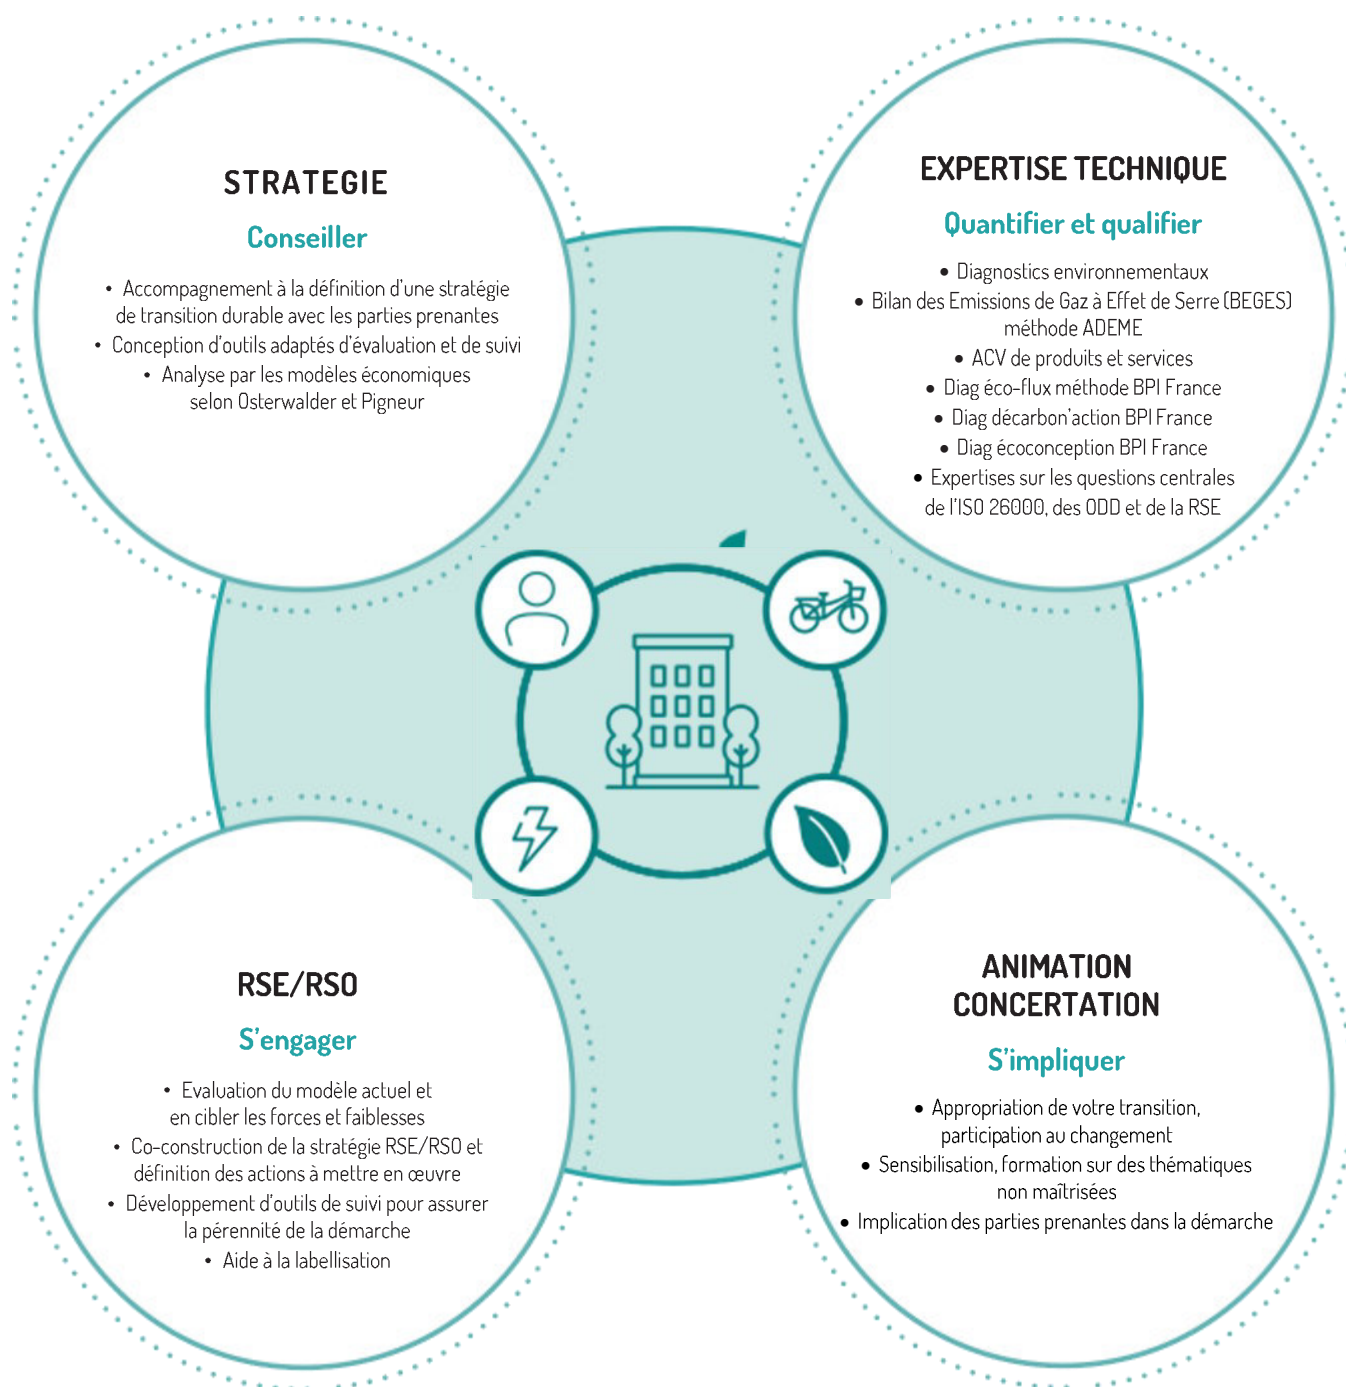 STRATEGIE
Conseiller
• Accompagnement à la définition d'une stratégie
de transition durable avec les parties prenantes
• Conception d'outils adaptés d'évaluation et de suivi
• Analyse par les modèles économiques
selon Osterwalder et Pigneur
EXPERTISE TECHNIQUE
Quantifier et qualifier
• Diagnostics environnementaux
• Bilan des Emissions de Gaz à Effet de Serre (BEGES)
méthode ADEME
• ACV de produits et services
• Diag éco-flux méthode BPI France
• Diag décarbon'action BPI France
• Diag écoconception BPI France
• Expertises sur les questions centrales
de l'ISO 26000, des ODD et de la RSE
RSE/RSO
S'engager
• Evaluation du modèle actuel et
en cibler les forces et faiblesses
• Co-construction de la stratégie RSE/RSO et
définition des actions à mettre en œuvre
• Développement d'outils de suivi pour assurer
la pérennité de la démarche
• Aide à la labellisation
ANIMATION
CONCERTATION
S'impliquer
• Appropriation de votre transition,
participation au changement
• Sensibilisation, formation sur des thématiques
non maîtrisées
• Implication des parties prenantes dans la démarche